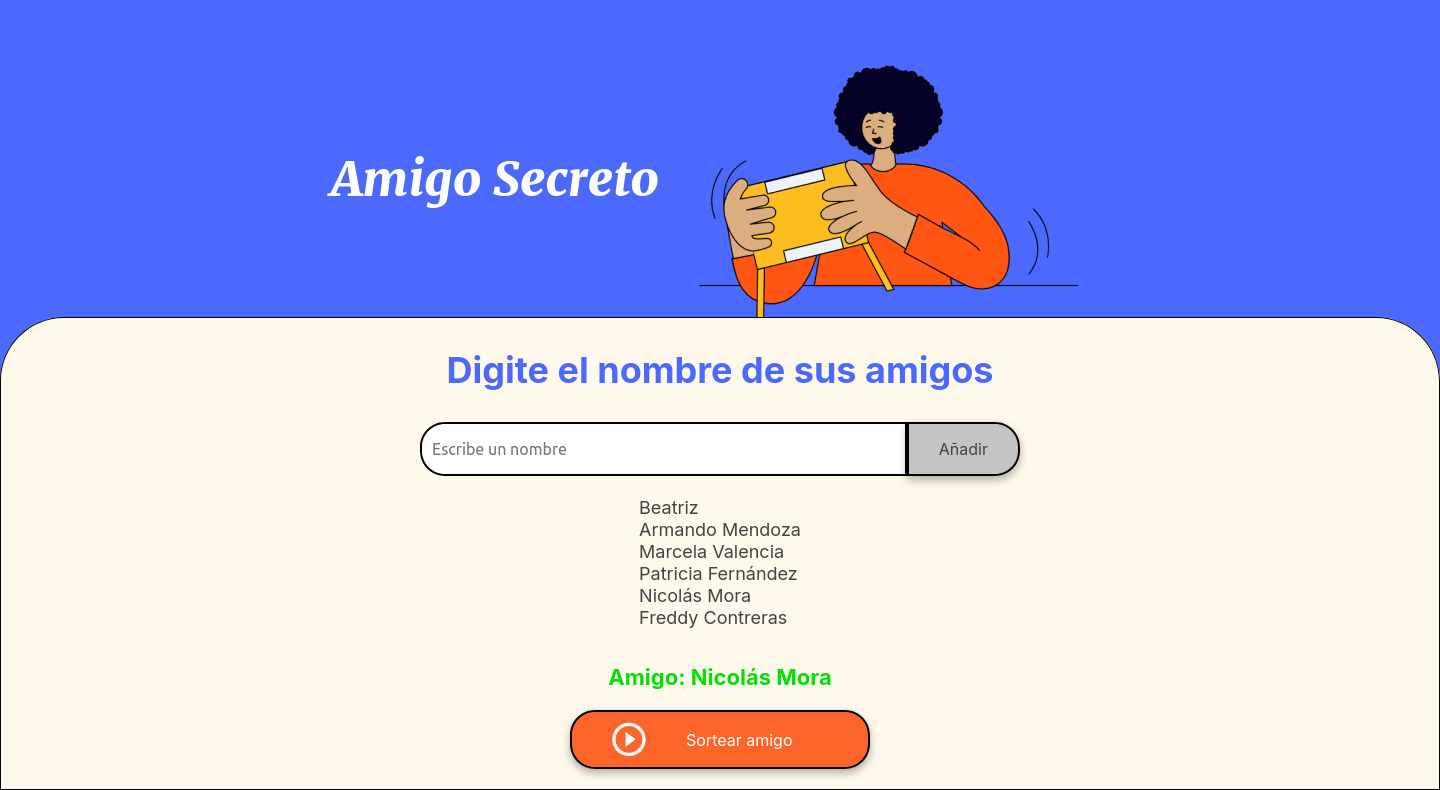 Amigo Secreto
Digite el nombre de sus amigos
Escribe un nombre
Añadir
Beatriz
Armando Mendoza
Marcela Valencia
Patricia Fernández
Nicolás Mora
Freddy Contreras
Amigo: Nicolás Mora
Sortear amigo